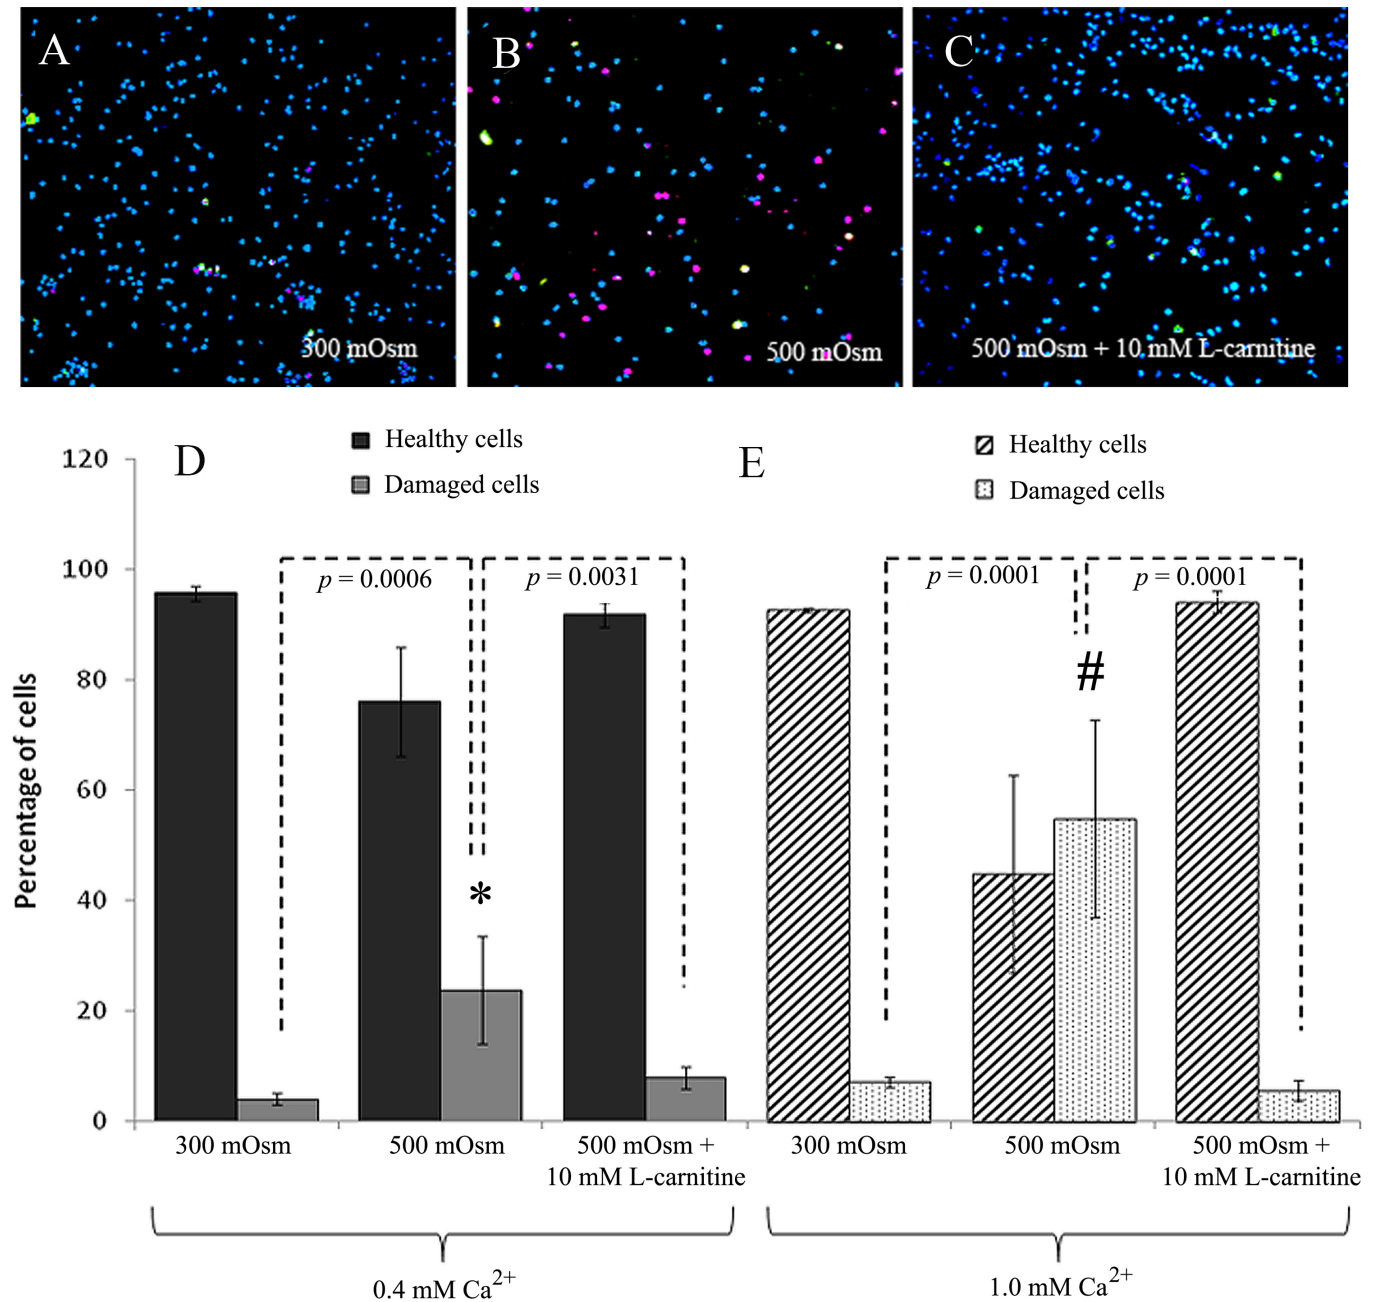 A
B
C
300 mOsm
500 mOsm
500 mOsm + 10 mM L-carnitine
D
Healthy cells
Damaged cells
E
Healthy cells
Damaged cells
Percentage of cells
120
100
80
60
40
20
0
p = 0.0006
p = 0.0031
p = 0.0001
p = 0.0001
*
#
300 mOsm
500 mOsm
500 mOsm +
10 mM L-carnitine
300 mOsm
500 mOsm
500 mOsm +
10 mM L-carnitine
0.4 mM Ca²⁺
1.0 mM Ca²⁺